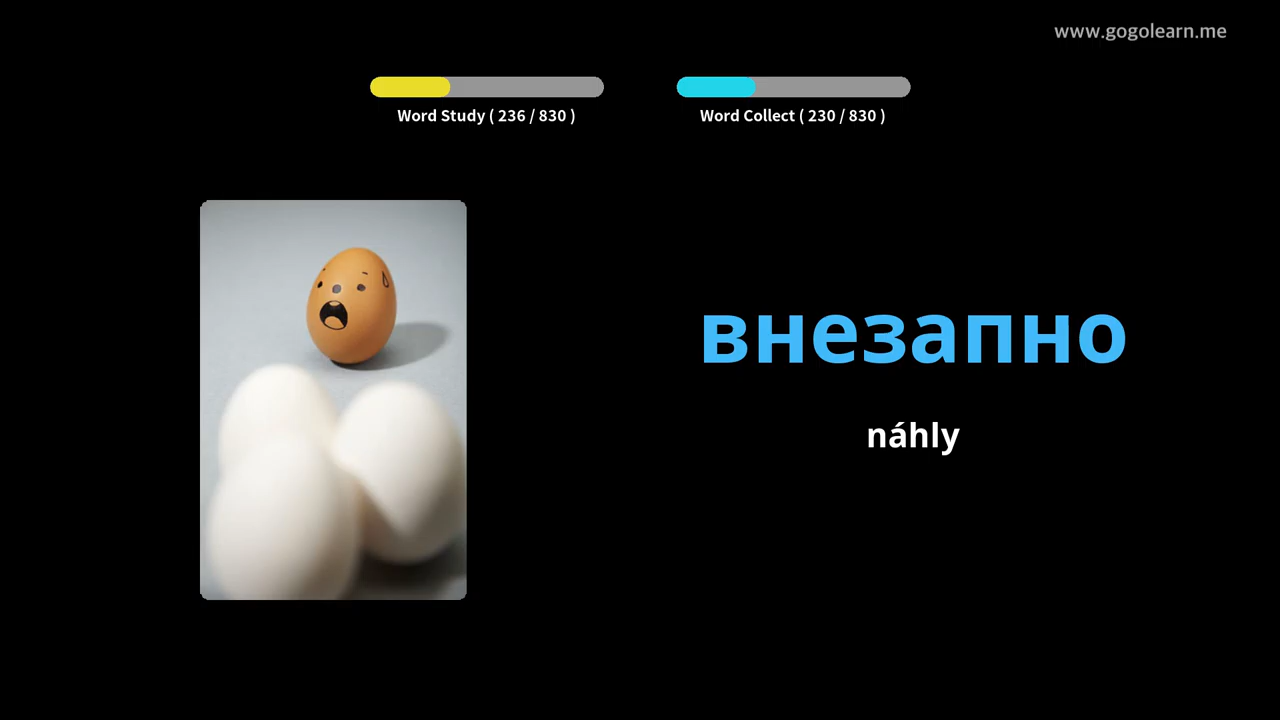 www.gogolearn.me
Word Study ( 236 / 830 )
Word Collect ( 230 / 830 )
внезапно
náhly